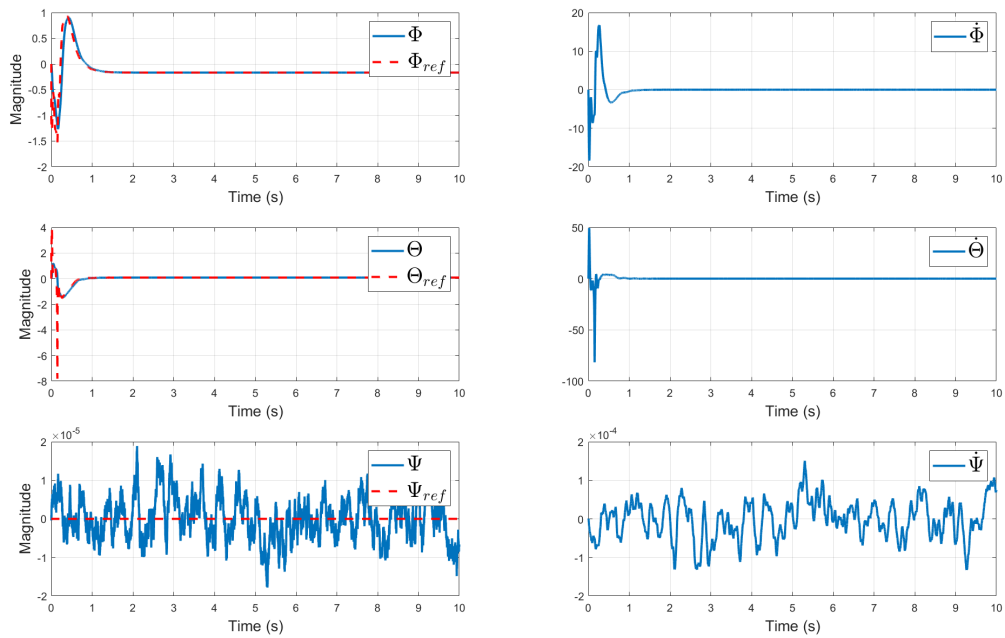 1
0.5
0
-0.5
-1
-1.5
-2
Magnitude
Φ
Φ_ref
0 1 2 3 4 5 6 7 8 9 10
Time (s)
20
10
0
-10
-20
Φ̇
0 1 2 3 4 5 6 7 8 9 10
Time (s)
4
2
0
-2
-4
-6
-8
Magnitude
Θ
Θ_ref
0 1 2 3 4 5 6 7 8 9 10
Time (s)
50
0
-50
-100
Θ̇
0 1 2 3 4 5 6 7 8 9 10
Time (s)
×10⁻⁵
2
1
0
-1
-2
Magnitude
Ψ
Ψ_ref
0 1 2 3 4 5 6 7 8 9 10
Time (s)
×10⁻⁴
2
1
0
-1
-2
Ψ̇
0 1 2 3 4 5 6 7 8 9 10
Time (s)